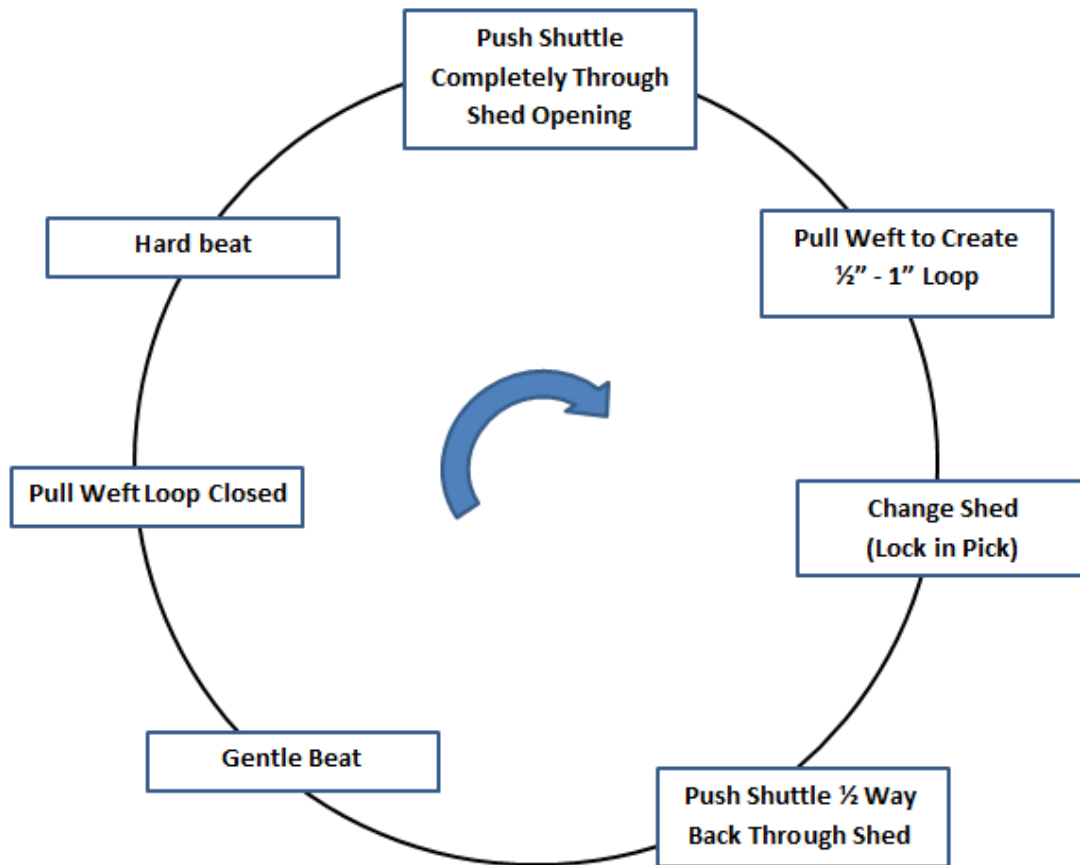 Push Shuttle
Completely Through
Shed Opening
Pull Weft to Create
½” - 1” Loop
Change Shed
(Lock in Pick)
Push Shuttle ½ Way
Back Through Shed
Gentle Beat
Pull Weft Loop Closed
Hard beat